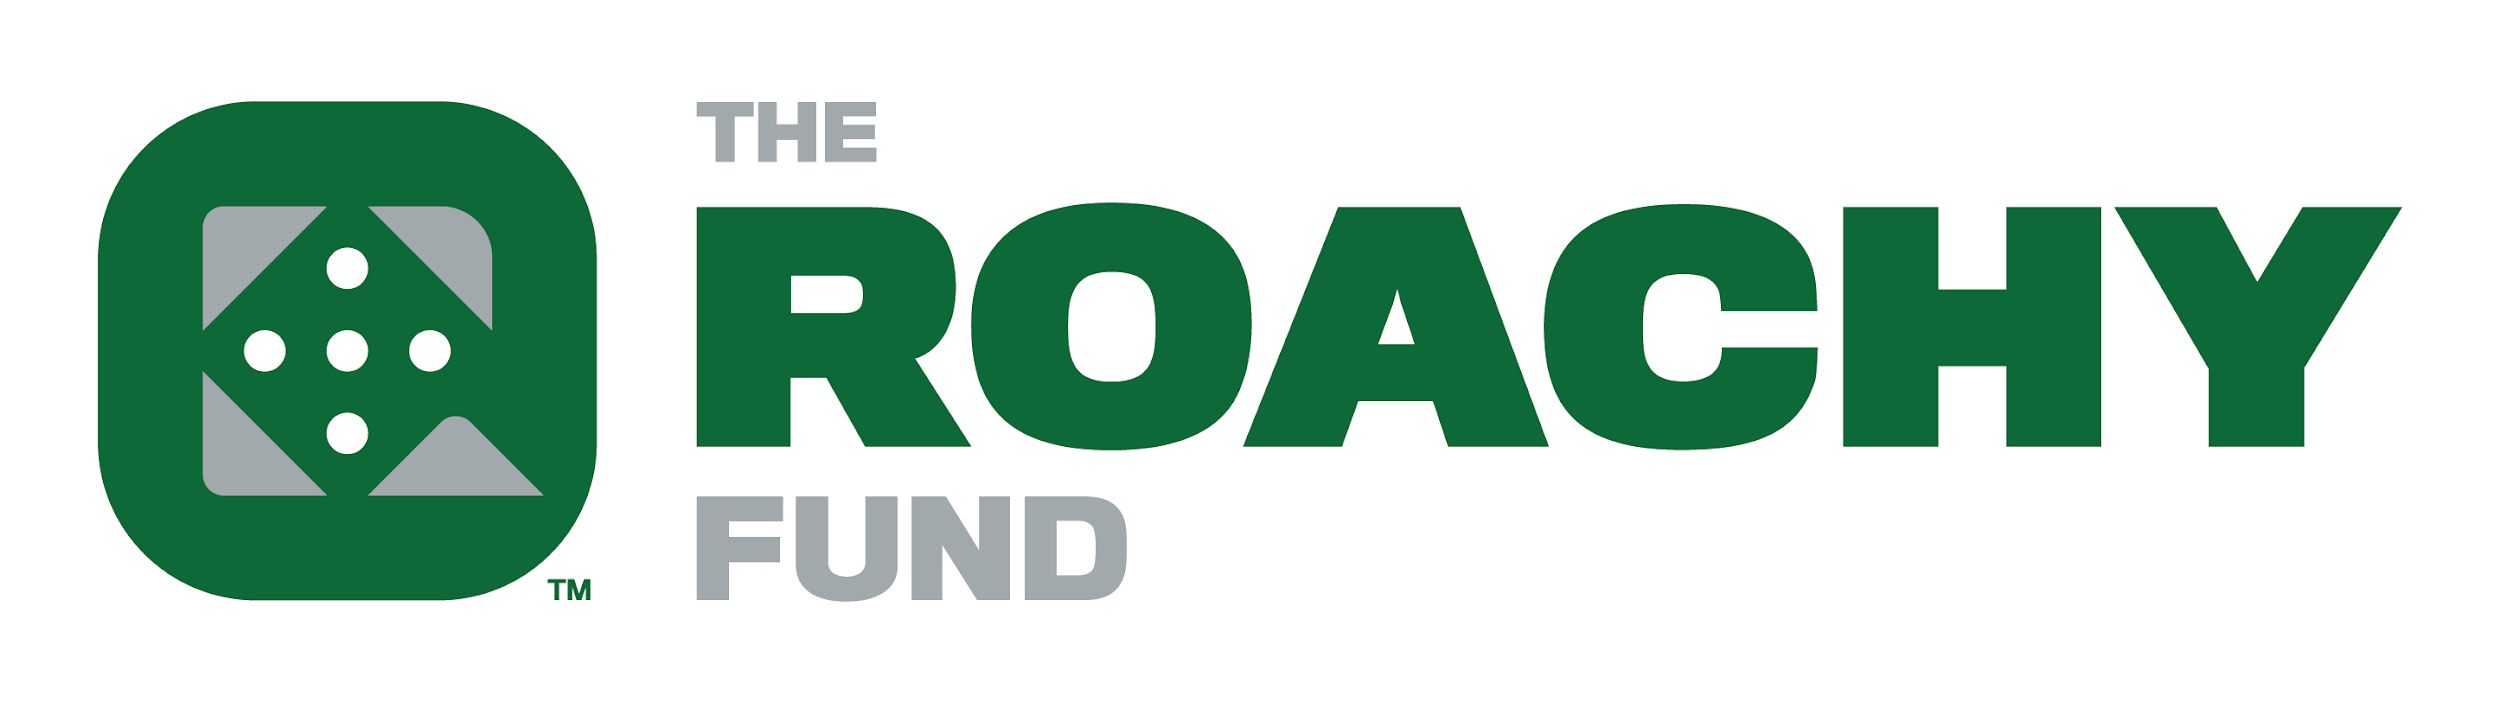 THE
ROACHY
FUND
TM